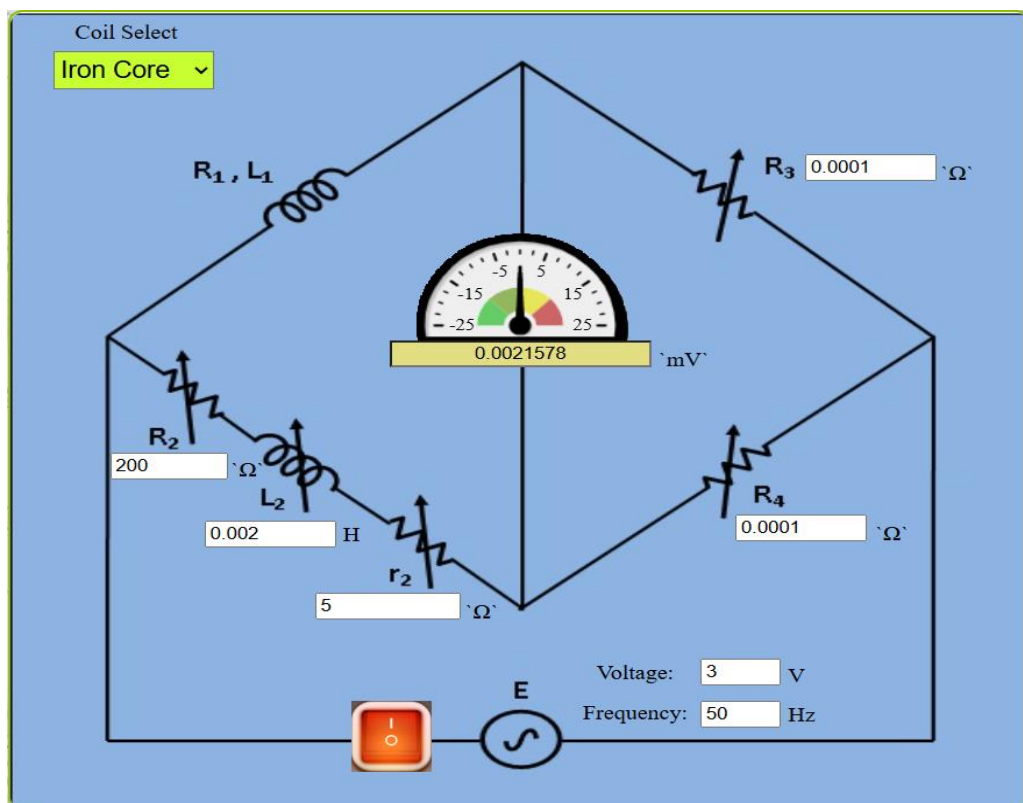 Coil Select
Iron Core
R₁ , L₁
R₃ 0.0001 `Ω`
-25 -15 -5 5 15 25
0.0021578 `mV`
R₂
200 `Ω`
L₂
0.002 H
r₂
5 `Ω`
R₄
0.0001 `Ω`
Voltage: 3 V
E
Frequency: 50 Hz
I
O